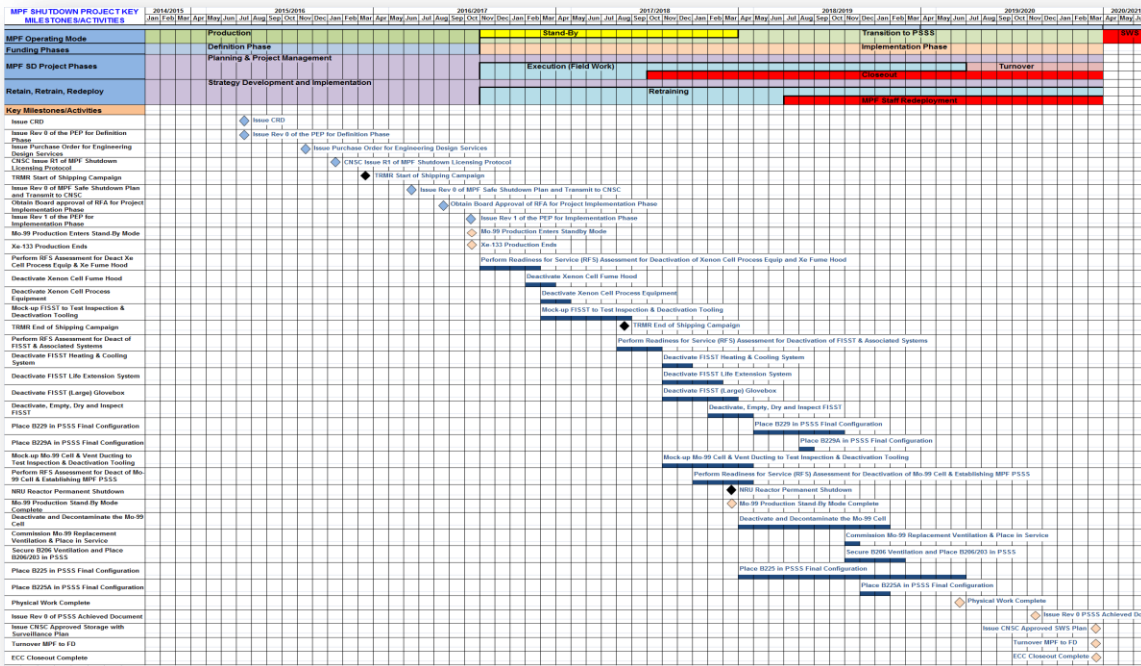 MPF SHUTDOWN PROJECT KEY
MILESTONES/ACTIVITIES
2014/2015 2015/2016 2016/2017 2017/2018 2018/2019 2019/2020 2020/2021
Jan Feb Mar Apr May Jun Jul Aug Sep Oct Nov Dec Jan Feb Mar Apr May Jun Jul Aug Sep Oct Nov Dec Jan Feb Mar Apr May Jun Jul Aug Sep Oct Nov Dec Jan Feb Mar Apr May Jun Jul Aug Sep Oct Nov Dec Jan Feb Mar Apr May Jun Jul Aug Sep Oct Nov Dec Jan Feb Mar Apr May Jun
MPF Operating Mode Production Stand-By Transition to PSSS SWS
Funding Phases Definition Phase Implementation Phase
MPF SD Project Phases Planning & Project Management Execution (Field Work) Turnover
Closeout
Retain, Retrain, Redeploy Strategy Development and Implementation Retraining
MPF Staff Redeployment
Key Milestones/Activities
Issue CRD Issue CRD
Issue Rev 0 of the PEP for Definition
Phase Issue Rev 0 of the PEP for Definition Phase
Issue Purchase Order for Engineering
Design Services Issue Purchase Order for Engineering Design Services
CNSC Issue R1 of MPF Shutdown
Licensing Protocol CNSC Issue R1 of MPF Shutdown Licensing Protocol
TRMR Start of Shipping Campaign TRMR Start of Shipping Campaign
Issue Rev 0 of MPF Safe Shutdown Plan
and Transmit to CNSC Issue Rev 0 of MPF Safe Shutdown Plan and Transmit to CNSC
Obtain Board Approval of RFA for Project
Implementation Phase Obtain Board Approval of RFA for Project Implementation Phase
Issue Rev 1 of the PEP for
Implementation Phase Issue Rev 1 of the PEP for Implementation Phase
Mo-99 Production Enters Stand-By Mode Mo-99 Production Enters Standby Mode
Xe-133 Production Ends Xe-133 Production Ends
Perform RFS Assessment for Deact Xe
Cell Process Equip & Xe Fume Hood Perform Readiness for Service (RFS) Assessment for Deactivation of Xenon Cell Process Equip and Xe Fume Hood
Deactivate Xenon Cell Fume Hood Deactivate Xenon Cell Fume Hood
Deactivate Xenon Cell Process
Equipment Deactivate Xenon Cell Process Equipment
Mock-up FISST to Test Inspection &
Deactivation Tooling Mock-up FISST to Test Inspection & Deactivation Tooling
TRMR End of Shipping Campaign TRMR End of Shipping Campaign
Perform RFS Assessment for Deact of
FISST & Associated Systems Perform Readiness for Service (RFS) Assessment for Deactivation of FISST & Associated Systems
Deactivate FISST Heating & Cooling
System Deactivate FISST Heating & Cooling System
Deactivate FISST Life Extension System Deactivate FISST Life Extension System
Deactivate FISST (Large) Glovebox Deactivate FISST (Large) Glovebox
Deactivate, Empty, Dry and Inspect
FISST Deactivate, Empty, Dry and Inspect FISST
Place B229 in PSSS Final Configuration Place B229 in PSSS Final Configuration
Place B229A in PSSS Final Configuration Place B229A in PSSS Final Configuration
Mock-up Mo-99 Cell & Vent Ducting to
Test Inspection & Deactivation Tooling Mock-up Mo-99 Cell & Vent Ducting to Test Inspection & Deactivation Tooling
Perform RFS Assessment for Deact of Mo-
99 Cell & Establishing MPF PSSS Perform Readiness for Service (RFS) Assessment for Deactivation of Mo-99 Cell & Establishing MPF PSSS
NRU Reactor Permanent Shutdown NRU Reactor Permanent Shutdown
Mo-99 Production Stand-By Mode
Complete Mo-99 Production Stand-By Mode Complete
Deactivate and Decontaminate the Mo-99
Cell Deactivate and Decontaminate the Mo-99 Cell
Commission Mo-99 Replacement
Ventilation & Place in Service Commission Mo-99 Replacement Ventilation & Place in Service
Secure B206 Ventilation and Place
B206/203 in PSSS Secure B206 Ventilation and Place B206/203 in PSSS
Place B225 in PSSS Final Configuration Place B225 in PSSS Final Configuration
Place B225A in PSSS Final Configuration Place B225A in PSSS Final Configuration
Physical Work Complete Physical Work Complete
Issue Rev 0 of PSSS Achieved Document Issue Rev 0 PSSS Achieved Do
Issue CNSC Approved Storage with
Surveillance Plan Issue CNSC Approved SWS Plan
Turnover MPF to FD Turnover MPF to FD
ECC Closeout Complete ECC Closeout Complete